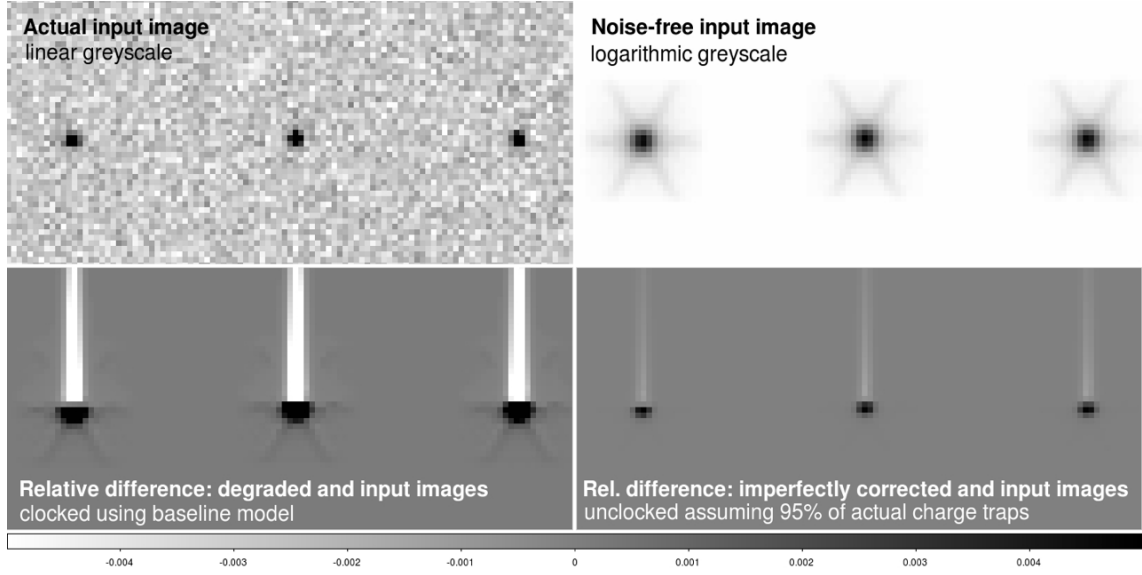 Actual input image
linear greyscale
Noise-free input image
logarithmic greyscale
Relative difference: degraded and input images
clocked using baseline model
Rel. difference: imperfectly corrected and input images
unclocked assuming 95% of actual charge traps
-0.004 -0.003 -0.002 -0.001 0 0.001 0.002 0.003 0.004